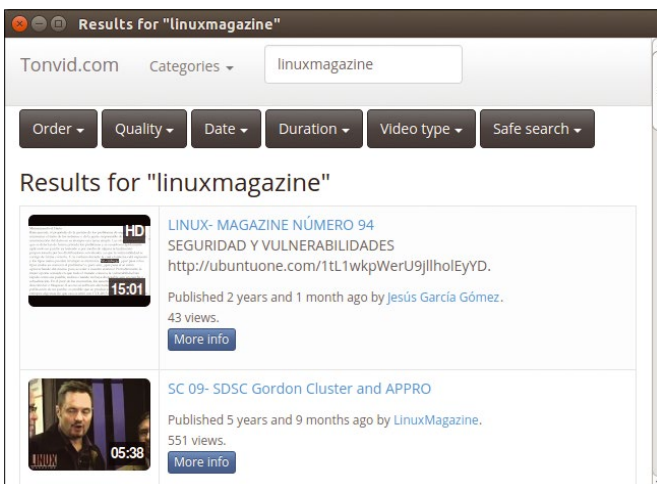 Results for "linuxmagazine"
Tonvid.com Categories linuxmagazine
Order Quality Date Duration Video type Safe search
Results for "linuxmagazine"
HD
15:01
LINUX- MAGAZINE NÚMERO 94
SEGURIDAD Y VULNERABILIDADES
http://ubuntuone.com/1tL1wkpWerU9jllholEyYD.
Published 2 years and 1 month ago by Jesús García Gómez.
43 views.
More info
LINUX
05:38
SC 09- SDSC Gordon Cluster and APPRO
Published 5 years and 9 months ago by LinuxMagazine.
551 views.
More info